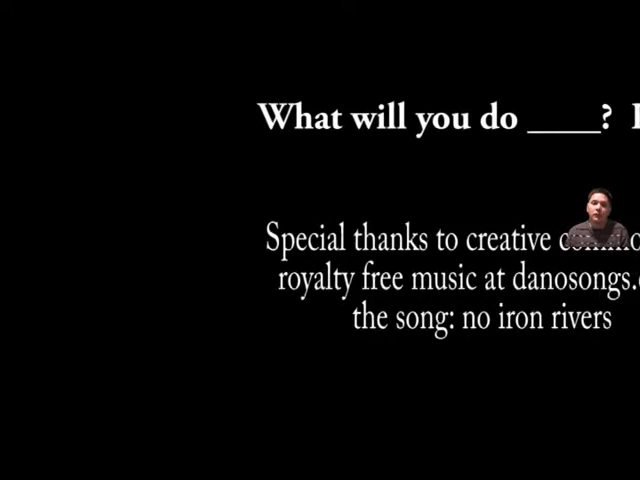 What will you do ____?
Special thanks to creative
royalty free music at danosongs.
the song: no iron rivers